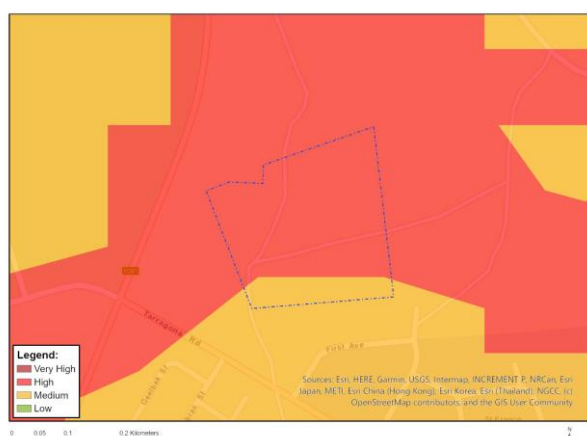 Tarragona Rd
First Ave
Geelbek St
Legend:
Very High
High
Medium
Low
Sources: Esri, HERE, Garmin, USGS, Intermap, INCREMENT P, NRCan, Esri
Japan, METI, Esri China (Hong Kong), Esri Korea, Esri (Thailand), NGCC, (c)
OpenStreetMap contributors, and the GIS User Community
0 0.05 0.1 0.2 Kilometers
N